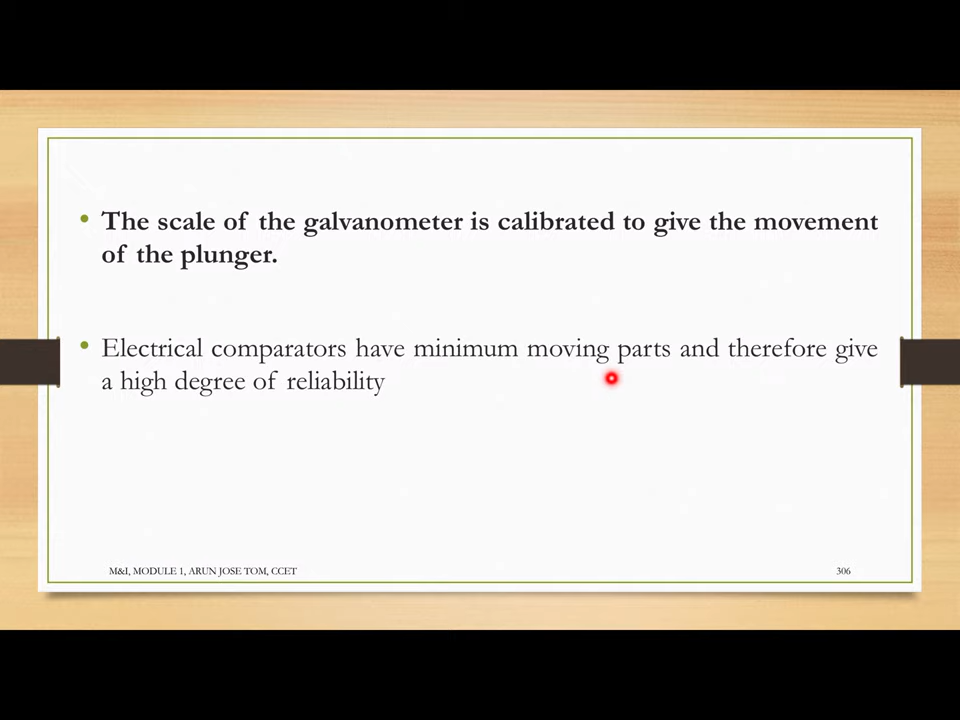 • The scale of the galvanometer is calibrated to give the movement
of the plunger.
• Electrical comparators have minimum moving parts and therefore give
a high degree of reliability
M&I, MODULE 1, ARUN JOSE TOM, CCET 306